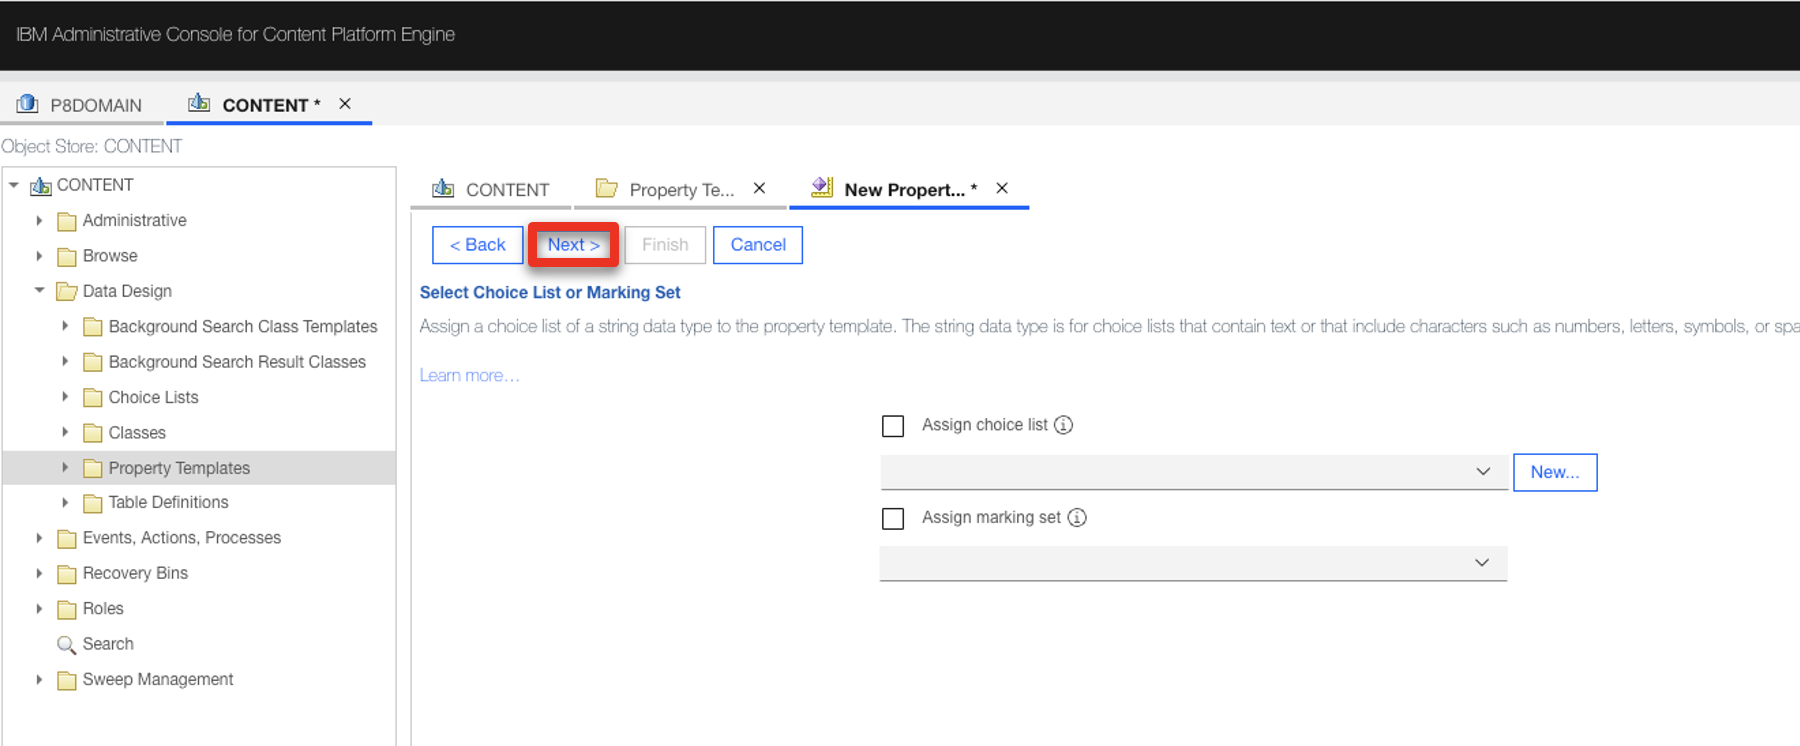 IBM Administrative Console for Content Platform Engine
P8DOMAIN
CONTENT *
Object Store: CONTENT
CONTENT
Administrative
Browse
Data Design
Background Search Class Templates
Background Search Result Classes
Choice Lists
Classes
Property Templates
Table Definitions
Events, Actions, Processes
Recovery Bins
Roles
Search
Sweep Management
CONTENT
Property Te...
New Propert... *
< Back
Next >
Finish
Cancel
Select Choice List or Marking Set
Assign a choice list of a string data type to the property template. The string data type is for choice lists that contain text or that include characters such as numbers, letters, symbols, or spa
Learn more...
Assign choice list
New...
Assign marking set